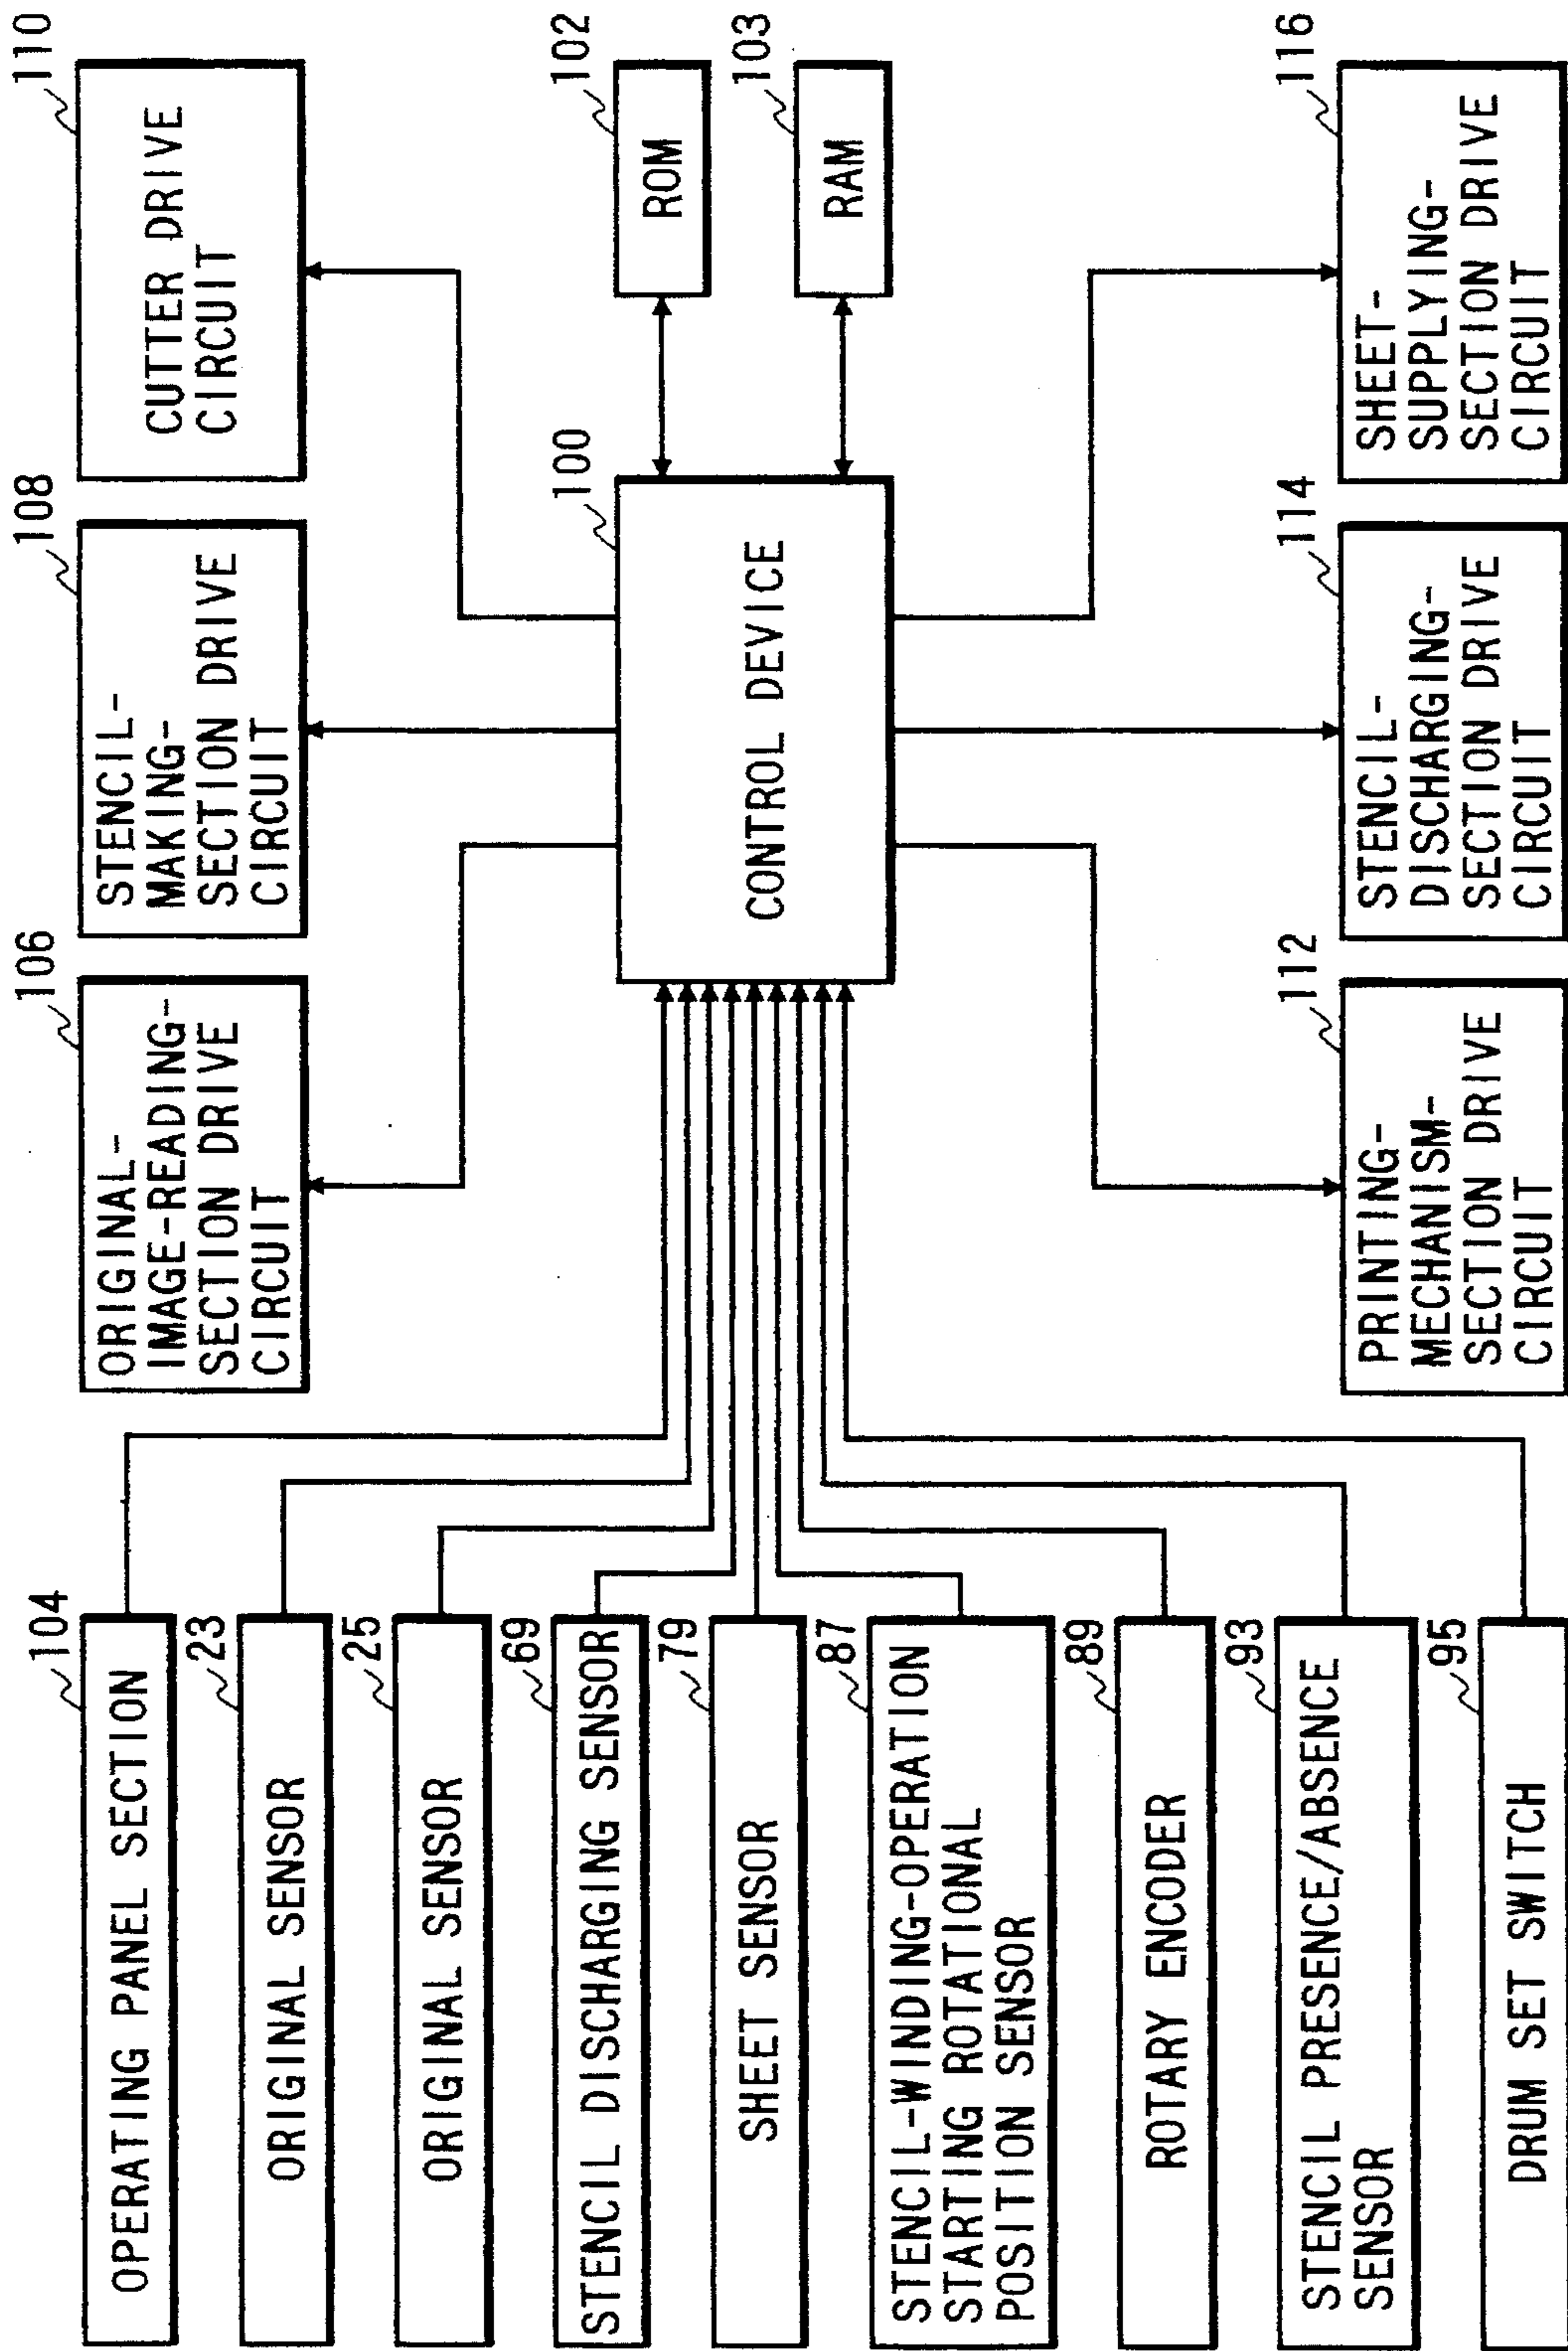 104
OPERATING PANEL SECTION
23
ORIGINAL SENSOR
25
ORIGINAL SENSOR
69
STENCIL DISCHARGING SENSOR
79
SHEET SENSOR
87
STENCIL-WINDING-OPERATION
STARTING ROTATIONAL
POSITION SENSOR
89
ROTARY ENCODER
93
STENCIL PRESENCE/ABSENCE
SENSOR
95
DRUM SET SWITCH
106
ORIGINAL-
IMAGE-READING-
SECTION DRIVE
CIRCUIT
108
STENCIL-
MAKING-
SECTION DRIVE
CIRCUIT
110
CUTTER DRIVE
CIRCUIT
100
CONTROL DEVICE
102
ROM
103
RAM
112
PRINTING-
MECHANISM-
SECTION DRIVE
CIRCUIT
114
STENCIL-
DISCHARGING-
SECTION DRIVE
CIRCUIT
116
SHEET-
SUPPLYING-
SECTION DRIVE
CIRCUIT